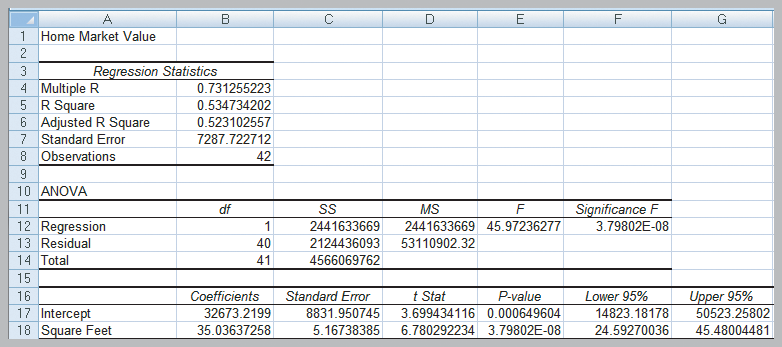 A B C D E F G
1 Home Market Value
2
3 Regression Statistics
4 Multiple R 0.731255223
5 R Square 0.534734202
6 Adjusted R Square 0.523102557
7 Standard Error 7287.722712
8 Observations 42
9
10 ANOVA
11 df SS MS F Significance F
12 Regression 1 2441633669 2441633669 45.97236277 3.79802E-08
13 Residual 40 2124436093 53110902.32
14 Total 41 4566069762
15
16 Coefficients Standard Error t Stat P-value Lower 95% Upper 95%
17 Intercept 32673.2199 8831.950745 3.699434116 0.000649604 14823.18178 50523.25802
18 Square Feet 35.03637258 5.16738385 6.780292234 3.79802E-08 24.59270036 45.48004481